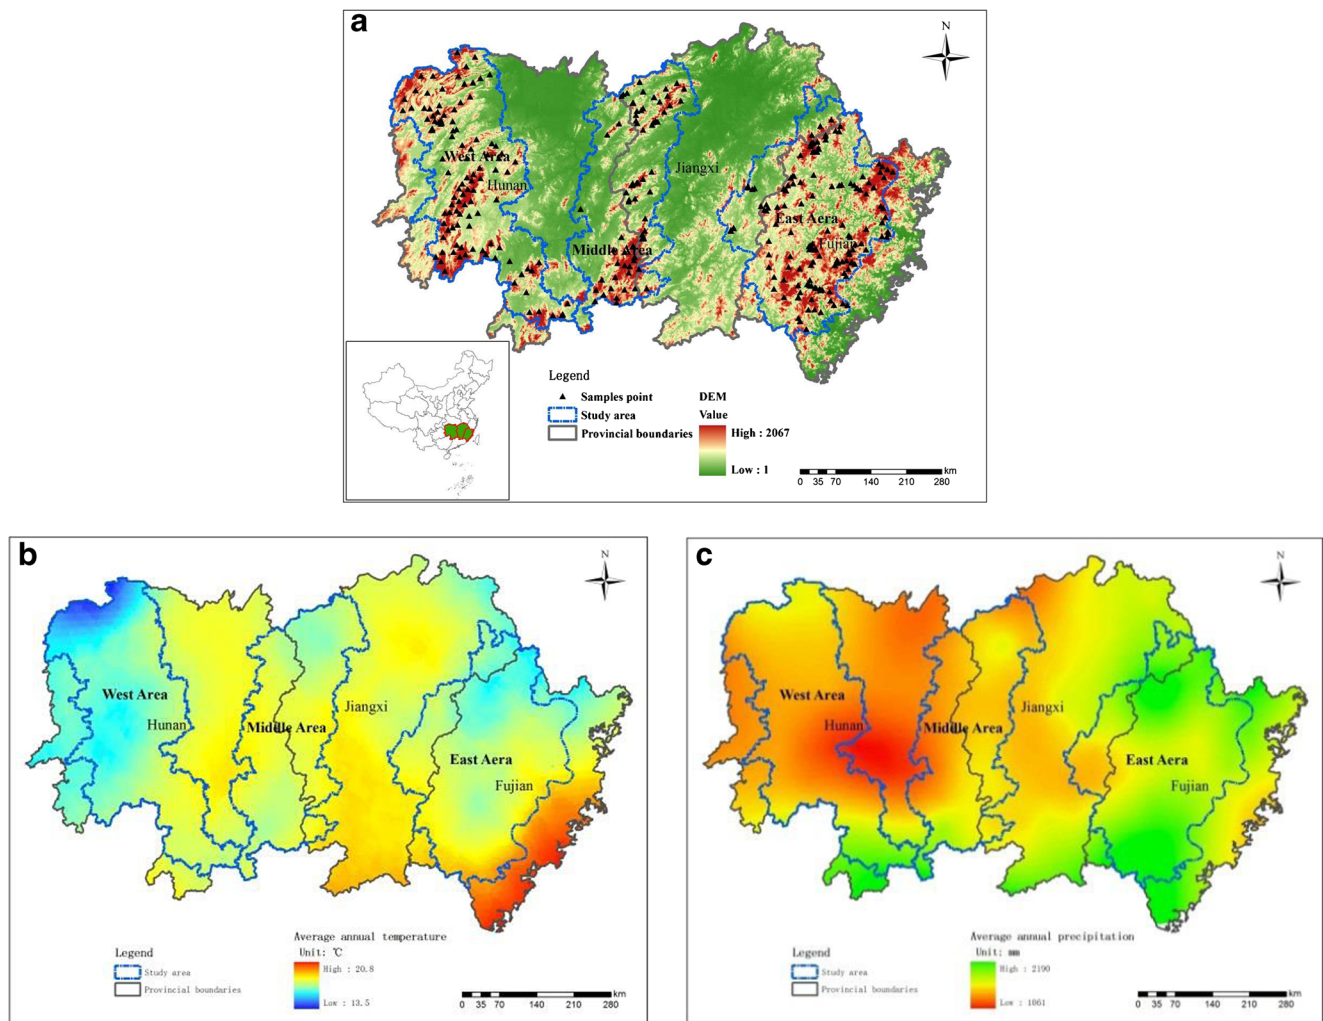 a
N
West Area
Hunan
Jiangxi
East Aera
Fujian
Middle Area
Legend
Samples point
Study area
Provincial boundaries
DEM
Value
High : 2067
Low : 1
km
0 35 70 140 210 280
b
N
West Area
Hunan
Jiangxi
Middle Area
East Aera
Fujian
Average annual temperature
Unit: ℃
High : 20.8
Low : 13.5
Legend
Study area
Provincial boundaries
km
0 35 70 140 210 280
c
N
West Area
Hunan
Jiangxi
Middle Area
East Aera
Fujian
Average annual precipitation
Unit: mm
High : 2190
Low : 1061
Legend
Study area
Provincial boundaries
km
0 35 70 140 210 280